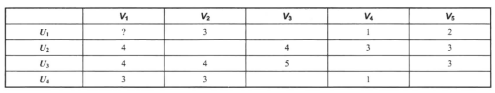 V₁ V₂ V₃ V₄ V₅
U₁ ? 3 1 2
U₂ 4 4 3 3
U₃ 4 4 5 3
U₄ 3 3 1